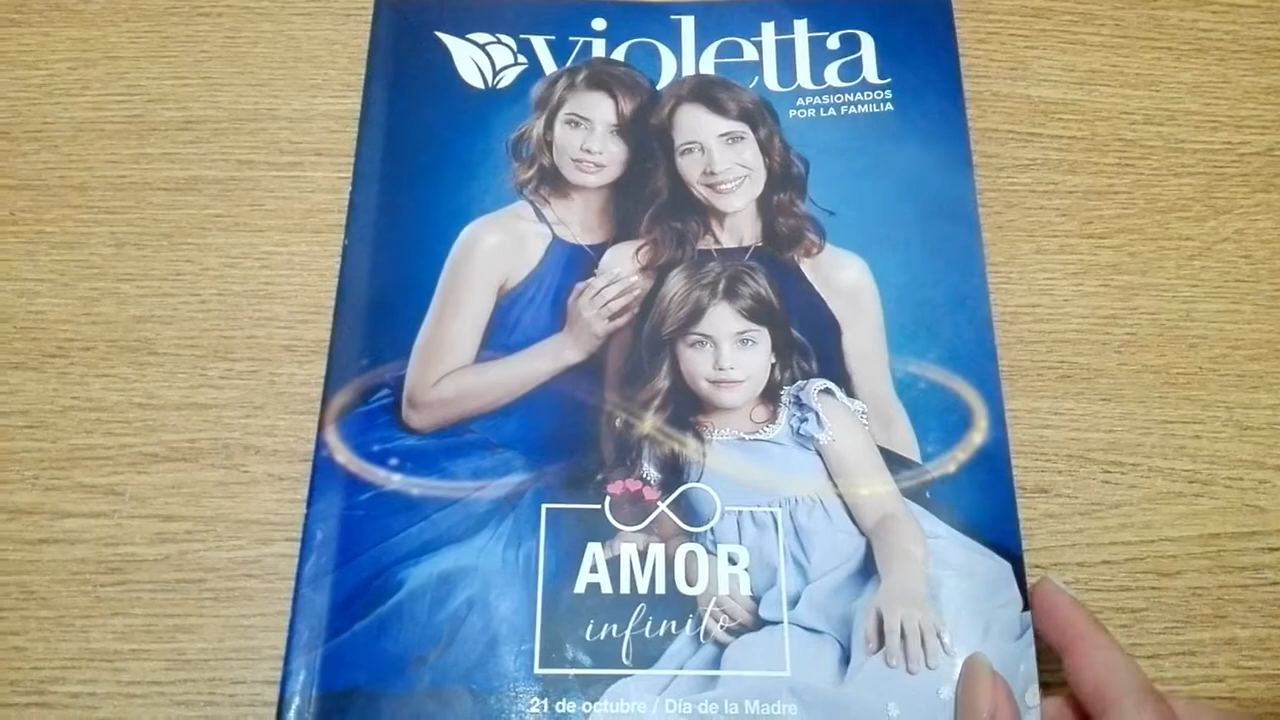 violetta
APASIONADOS
POR LA FAMILIA
AMOR
infinito
21 de octubre / Día de la Madre